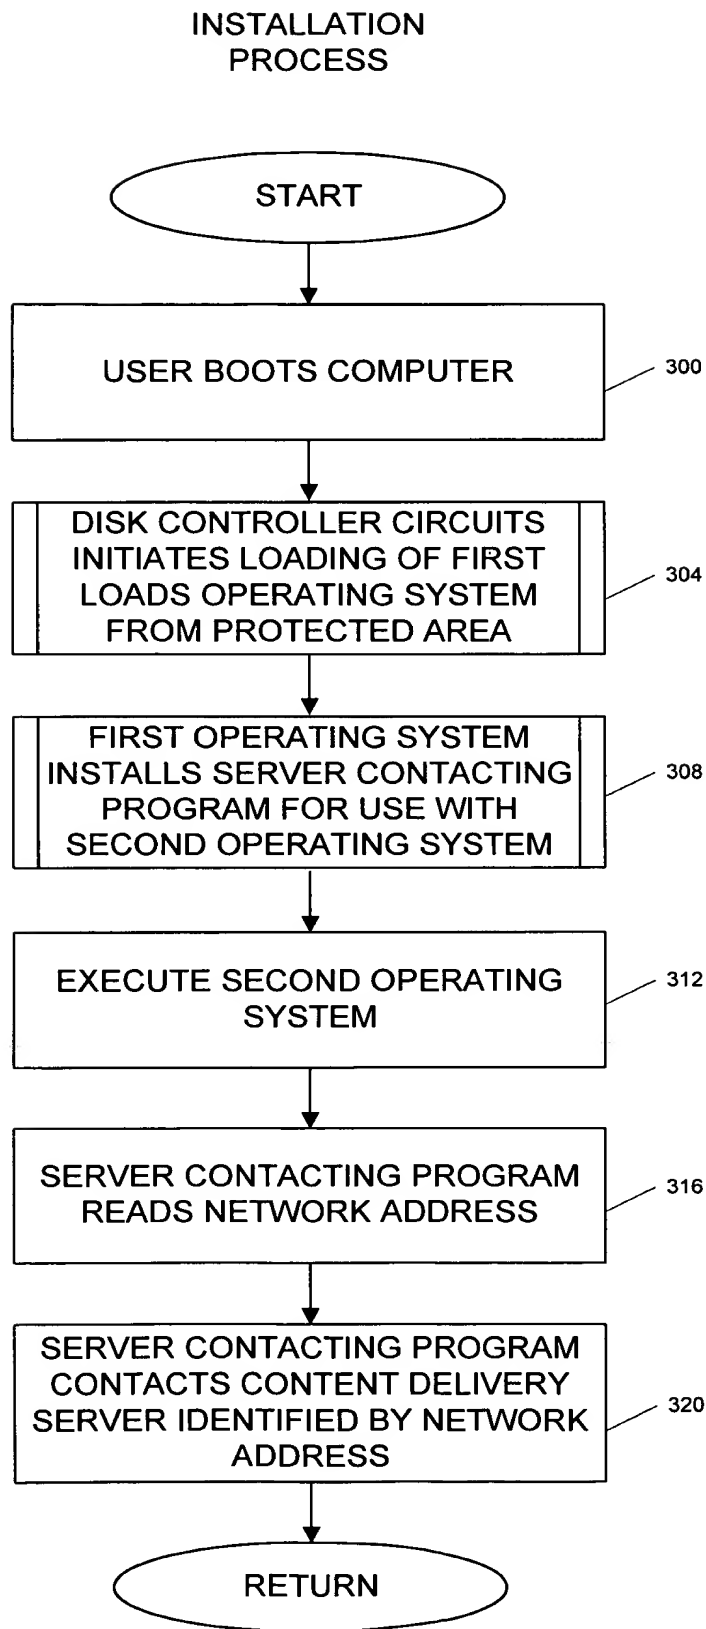 INSTALLATION
PROCESS
START
USER BOOTS COMPUTER
300
DISK CONTROLLER CIRCUITS
INITIATES LOADING OF FIRST
LOADS OPERATING SYSTEM
FROM PROTECTED AREA
304
FIRST OPERATING SYSTEM
INSTALLS SERVER CONTACTING
PROGRAM FOR USE WITH
SECOND OPERATING SYSTEM
308
EXECUTE SECOND OPERATING
SYSTEM
312
SERVER CONTACTING PROGRAM
READS NETWORK ADDRESS
316
SERVER CONTACTING PROGRAM
CONTACTS CONTENT DELIVERY
SERVER IDENTIFIED BY NETWORK
ADDRESS
320
RETURN